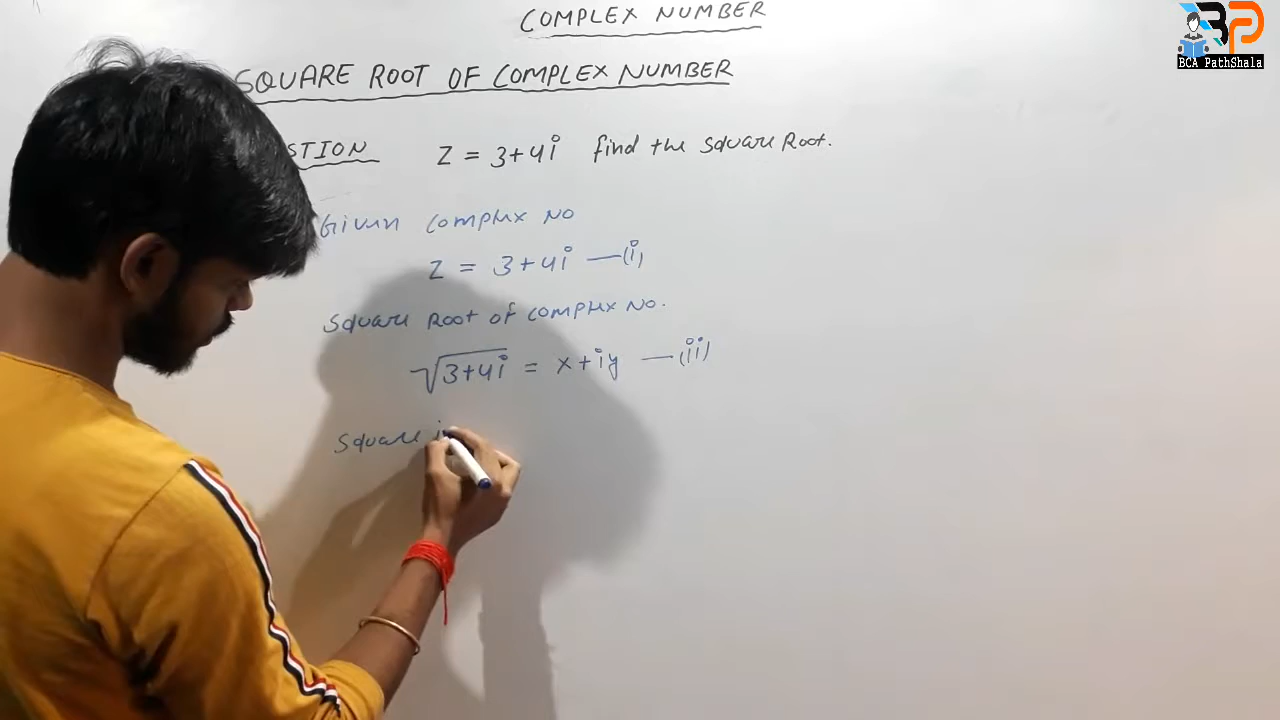 COMPLEX NUMBER
BP
BCA PathShala
SQUARE ROOT OF COMPLEX NUMBER
STION Z = 3+4i find the square Root.
Given complex no
Z = 3+4i —(i)
square Root of complex No.
√3+4i = x+iy —(ii)
square i